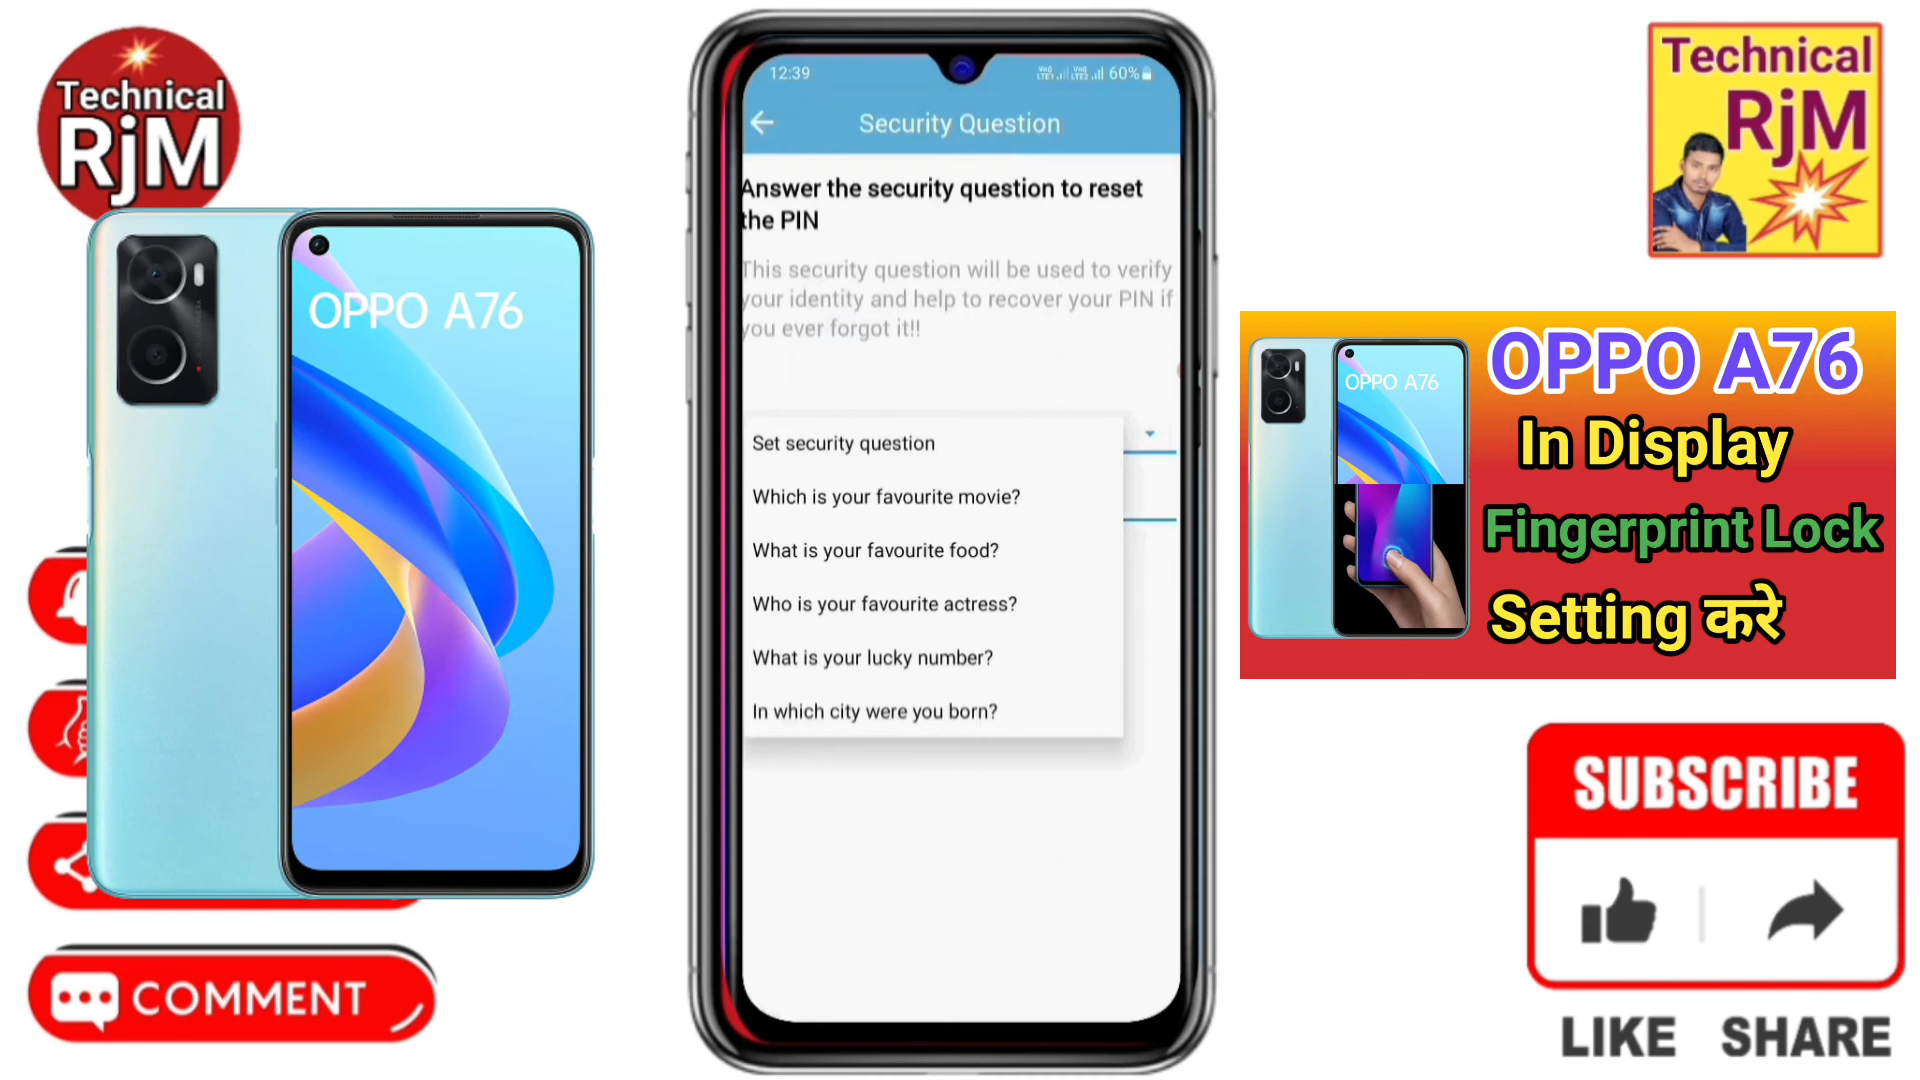 Technical
RjM
OPPO A76
COMMENT
12:39
60%
Security Question
Answer the security question to reset
the PIN
This security question will be used to verify
your identity and help to recover your PIN if
you ever forgot it!!
Set security question
Which is your favourite movie?
What is your favourite food?
Who is your favourite actress?
What is your lucky number?
In which city were you born?
Technical
RjM
OPPO A76
OPPO A76
In Display
Fingerprint Lock
Setting करे
SUBSCRIBE
LIKE SHARE